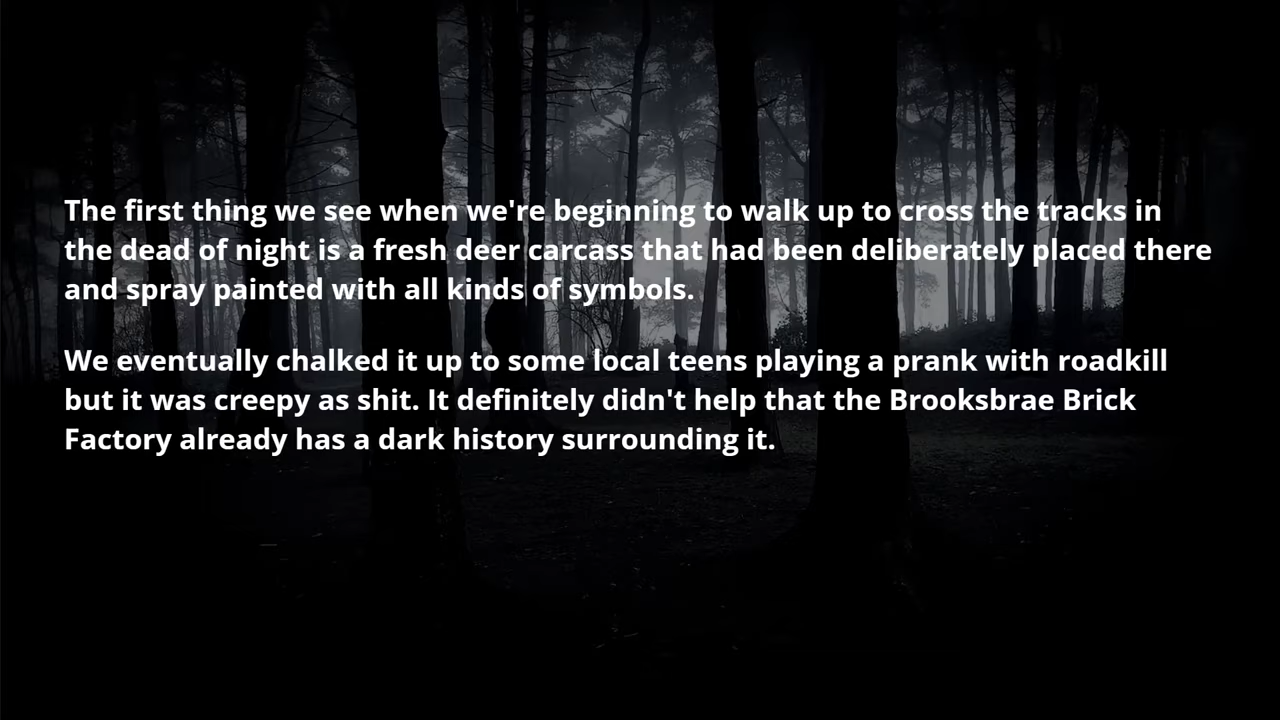 The first thing we see when we're beginning to walk up to cross the tracks in
the dead of night is a fresh deer carcass that had been deliberately placed there
and spray painted with all kinds of symbols.
We eventually chalked it up to some local teens playing a prank with roadkill
but it was creepy as shit. It definitely didn't help that the Brooksbrae Brick
Factory already has a dark history surrounding it.